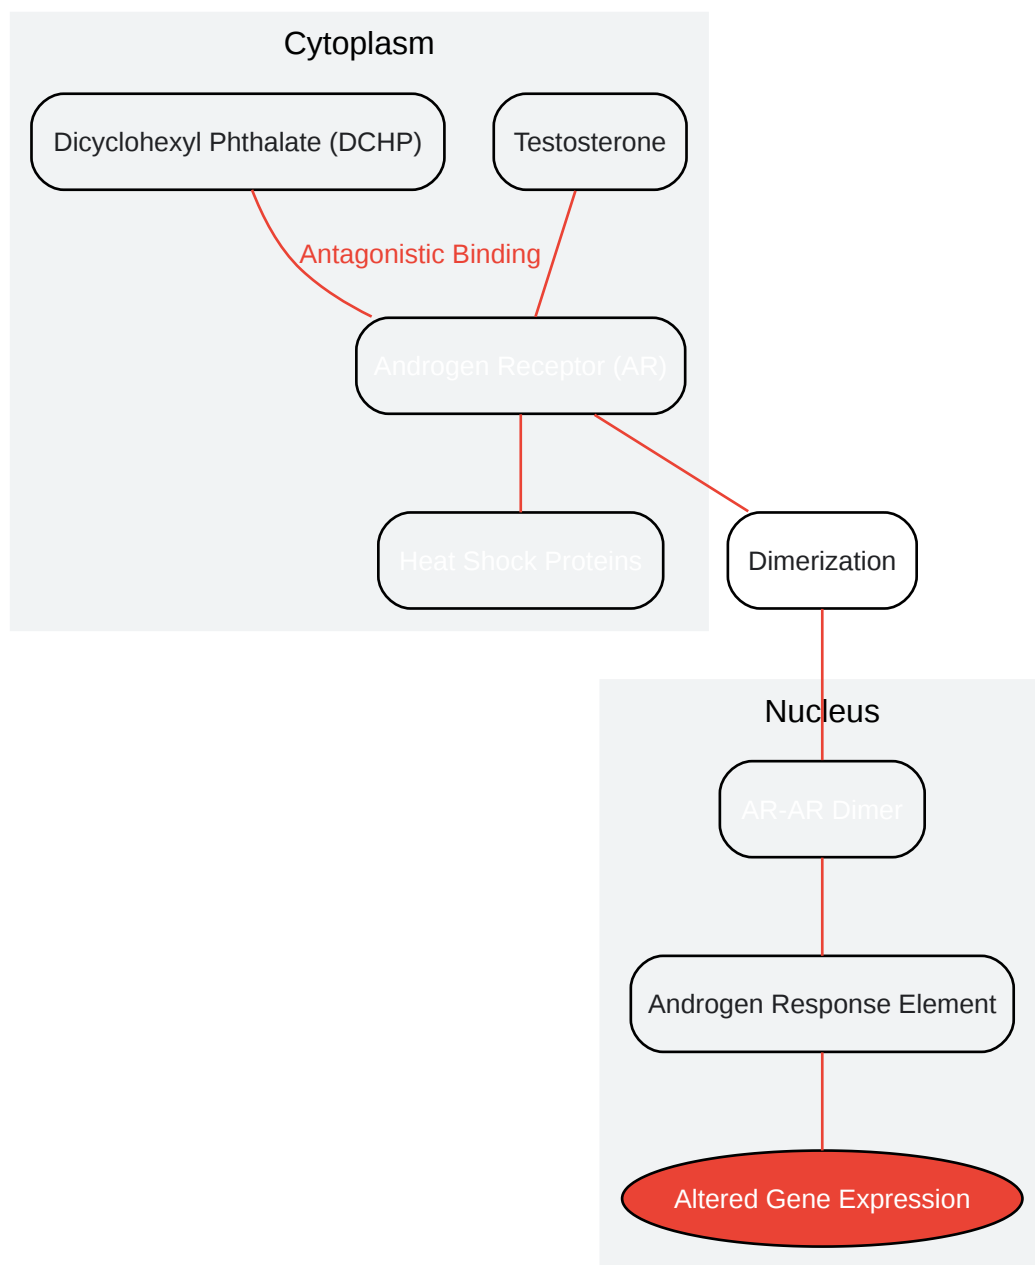 Cytoplasm
Dicyclohexyl Phthalate (DCHP)
Testosterone
Antagonistic Binding
Androgen Receptor (AR)
Heat Shock Proteins
Dimerization
Nucleus
AR-AR Dimer
Androgen Response Element
Altered Gene Expression